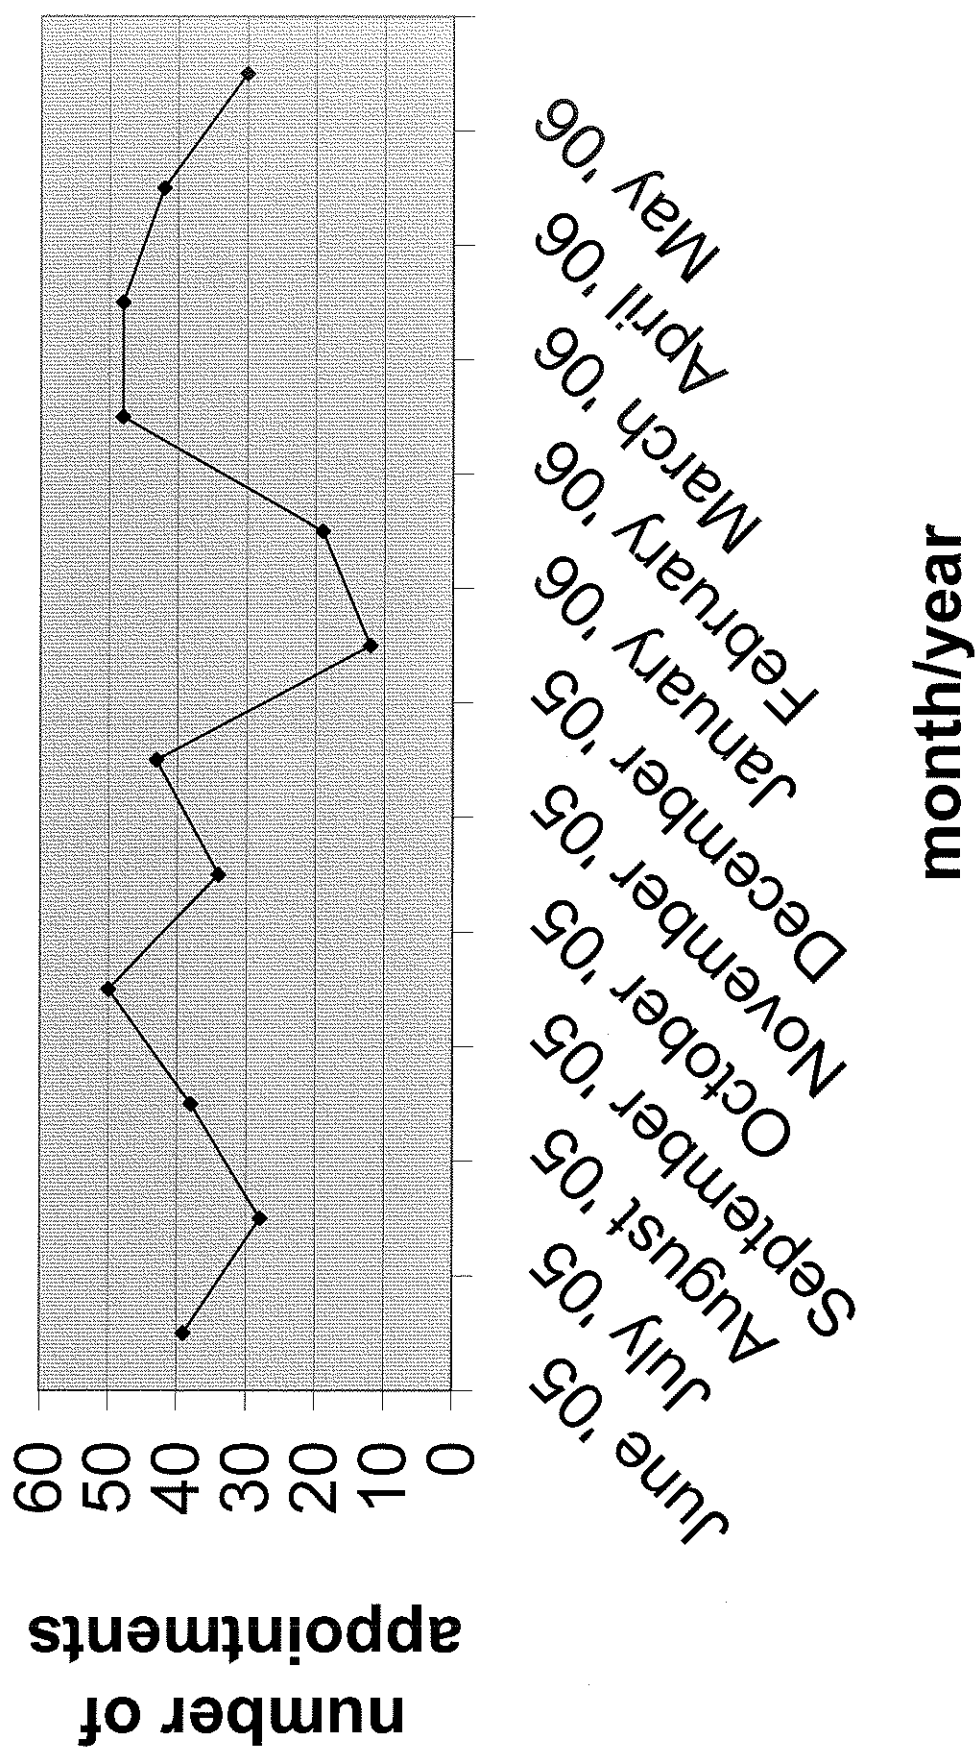 number of
appointments
60
50
40
30
20
10
0
June '05
July '05
August '05
September '05
October '05
November '05
December '05
January '06
February '06
March '06
April '06
May '06
month/year